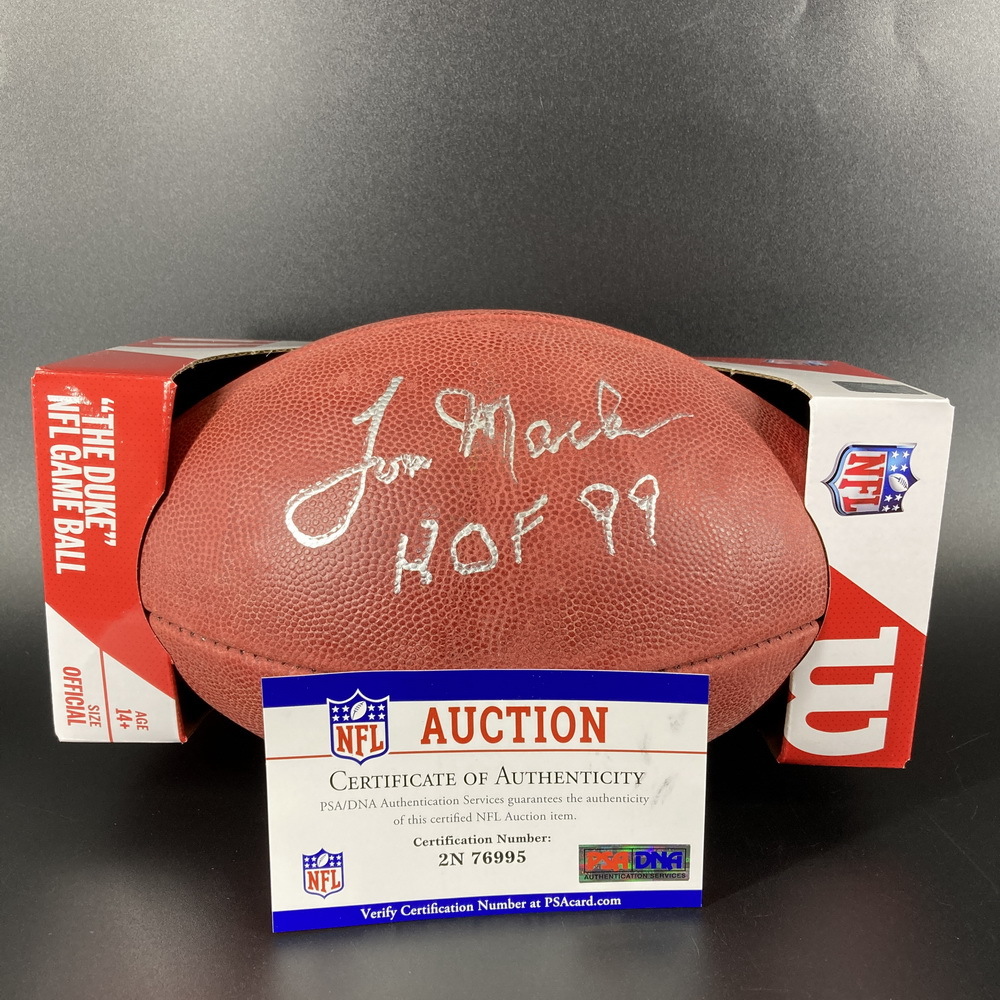 Tom Mack
HOF 99
"THE DUKE"
NFL GAME BALL
AGE 14+
SIZE OFFICIAL
NFL
NFL
AUCTION
CERTIFICATE OF AUTHENTICITY
PSA/DNA Authentication Services guarantees the authenticity
of this certified NFL Auction item.
Certification Number:
2N 76995
NFL
PSA DNA
AUTHENTICATION SERVICES
Verify Certification Number at PSAcard.com